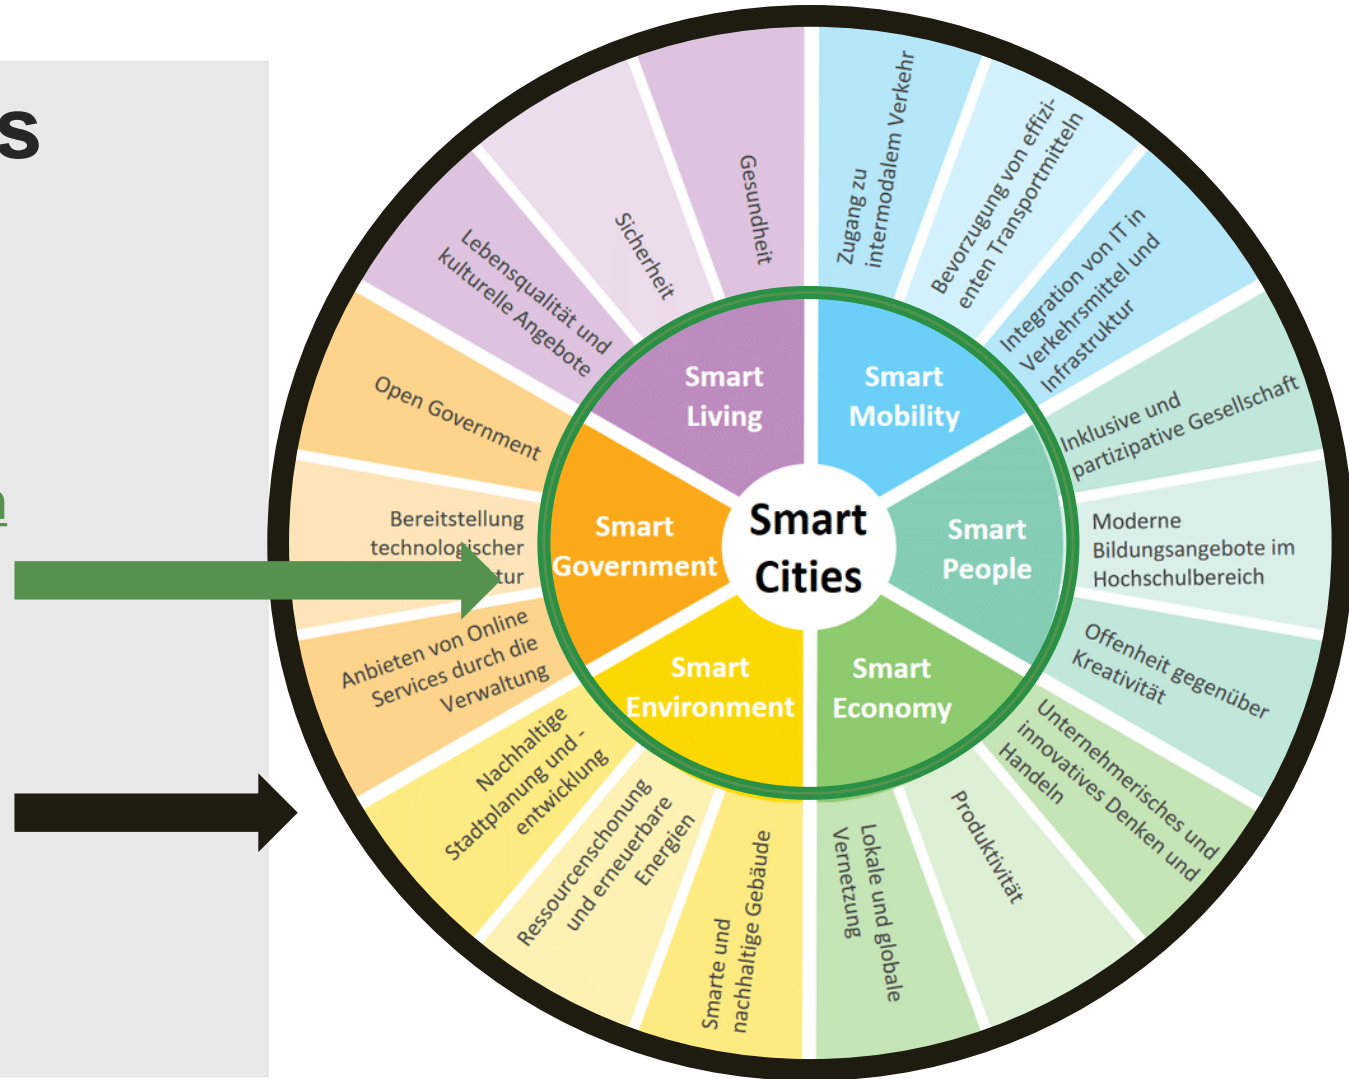 s
n
Smart
Cities
Smart
Mobility
Zugang zu
intermodalem Verkehr
Bevorzugung von effizi-
enten Transportmitteln
Integration von IT in
Verkehrsmittel und
Infrastruktur
Smart
People
Inklusive und
partizipative Gesellschaft
Moderne
Bildungsangebote im
Hochschulbereich
Offenheit gegenüber
Kreativität
Smart
Economy
Unternehmerisches und
innovatives Denken und
Handeln
Produktivität
Lokale und globale
Vernetzung
Smart
Environment
Smarte und
nachhaltige Gebäude
Ressourcenschonung
und erneuerbare
Energien
Nachhaltige
Stadtplanung und -
entwicklung
Smart
Government
Anbieten von Online
Services durch die
Verwaltung
Bereitstellung
technologischer
tur
Open Government
Smart
Living
Lebensqualität und
kulturelle Angebote
Sicherheit
Gesundheit